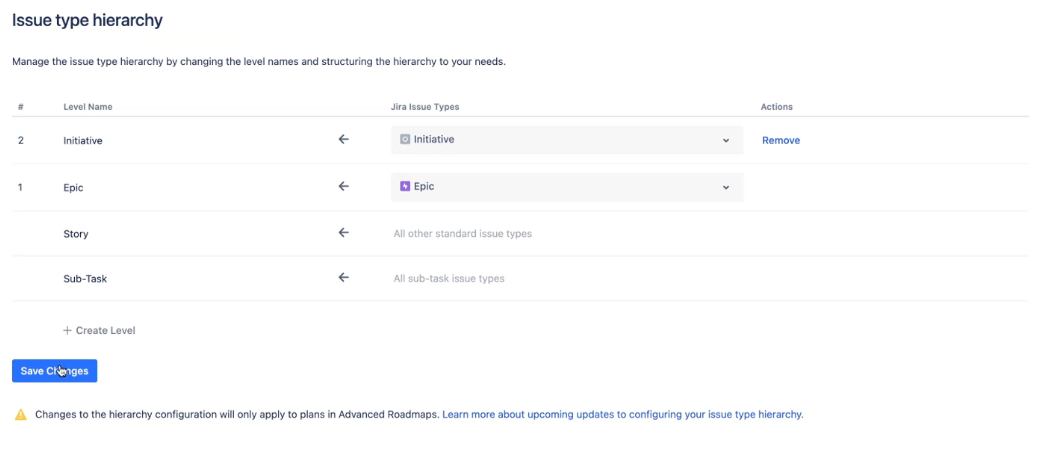 Issue type hierarchy
Manage the issue type hierarchy by changing the level names and structuring the hierarchy to your needs.
# Level Name Jira Issue Types Actions
2 Initiative Initiative Remove
1 Epic Epic
Story All other standard issue types
Sub-Task All sub-task issue types
+ Create Level
Save Changes
Changes to the hierarchy configuration will only apply to plans in Advanced Roadmaps. Learn more about upcoming updates to configuring your issue type hierarchy.